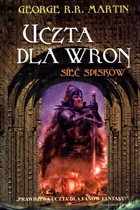 GEORGE R.R. MARTIN
UCZTA
DLA WRON
SIEĆ SPISKÓW
„PRAWDZIWA UCZTA DLA FANÓW FANTASY!”